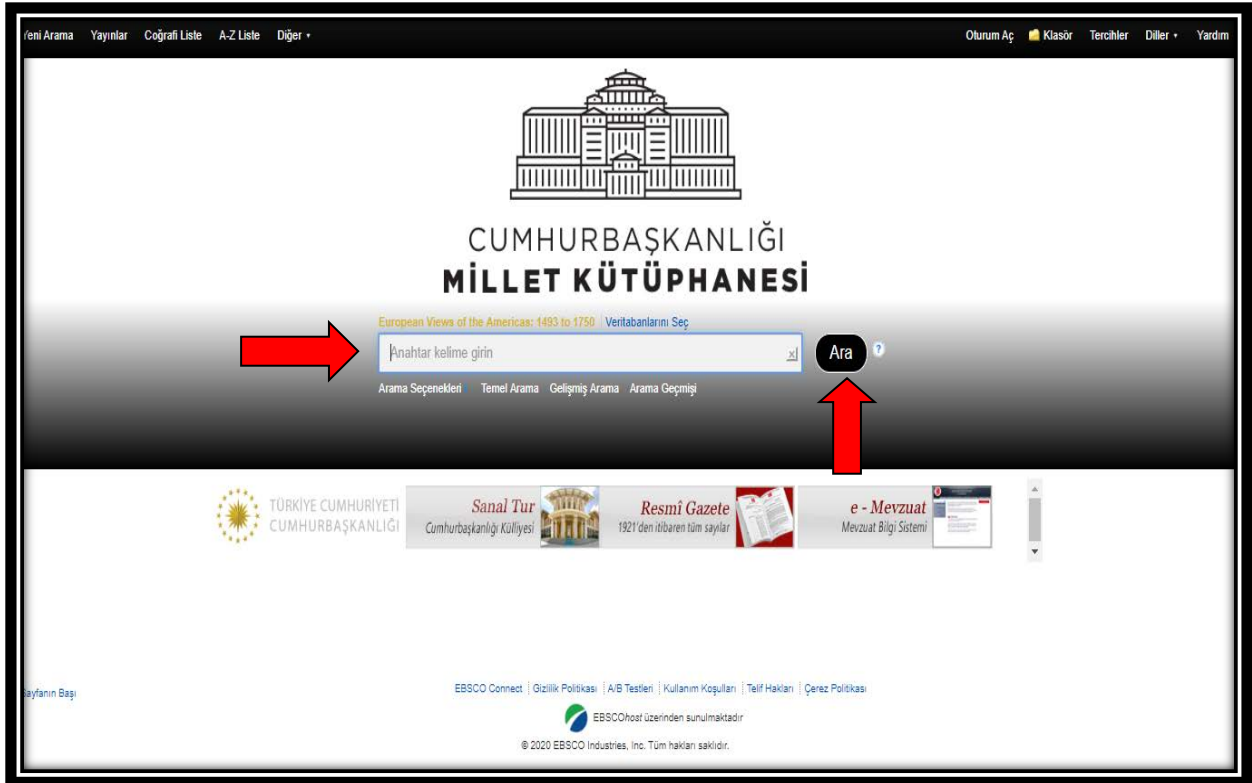 Yeni Arama Yayınlar Coğrafi Liste A-Z Liste Diğer Oturum Aç Klasör Tercihler Diller Yardım
CUMHURBAŞKANLIĞI
MİLLET KÜTÜPHANESİ
European Views of the Americas: 1493 to 1750 Veritabanlarını Seç
Anahtar kelime girin x Ara ?
Arama Seçenekleri Temel Arama Gelişmiş Arama Arama Geçmişi
TÜRKİYE CUMHURİYETİ
CUMHURBAŞKANLIĞI
Sanal Tur
Cumhurbaşkanlığı Külliyesi
Resmî Gazete
1921'den itibaren tüm sayılar
e - Mevzuat
Mevzuat Bilgi Sistemi
Sayfanın Başı
EBSCO Connect Gizlilik Politikası A/B Testleri Kullanım Koşulları Telif Hakları Çerez Politikası
EBSCOhost üzerinden sunulmaktadır
© 2020 EBSCO Industries, Inc. Tüm hakları saklıdır.